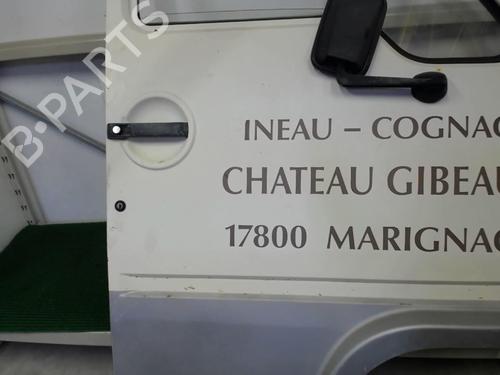 B-PARTS
INEAU – COGNAC
CHATEAU GIBEAU
17800 MARIGNAC